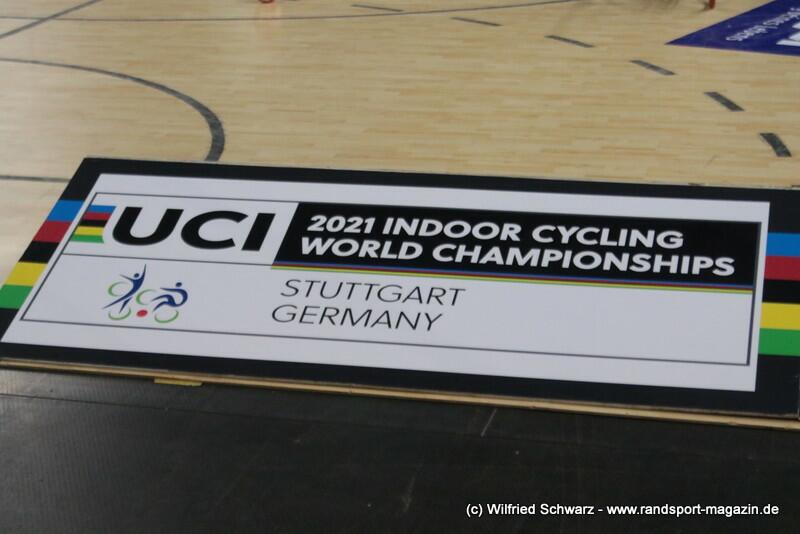 UCI
2021 INDOOR CYCLING
WORLD CHAMPIONSHIPS
STUTTGART
GERMANY
(c) Wilfried Schwarz - www.randsport-magazin.de